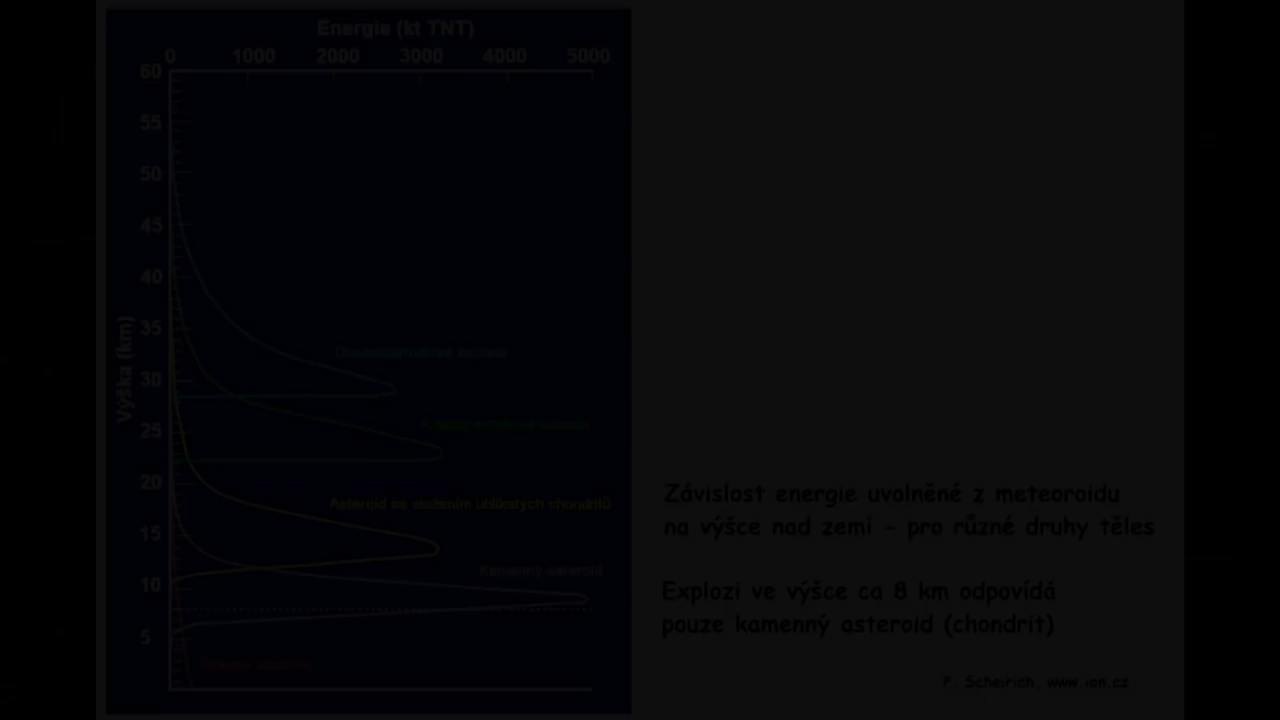 Energie (kt TNT)
0 1000 2000 3000 4000 5000
60
55
50
45
40
35
30
25
20
15
10
5
Výška (km)
Asteroid se složením uhlíkatých chondritů
Kamenný asteroid
Závislost energie uvolněné z meteoroidu
na výšce nad zemí - pro různé druhy těles
Explozi ve výšce ca 8 km odpovídá
pouze kamenný asteroid (chondrit)
P. Scheirich, www.ian.cz